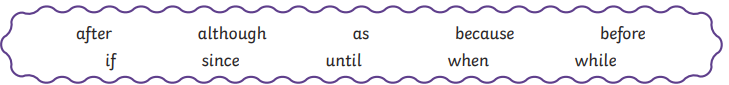 after although as because before
if since until when while